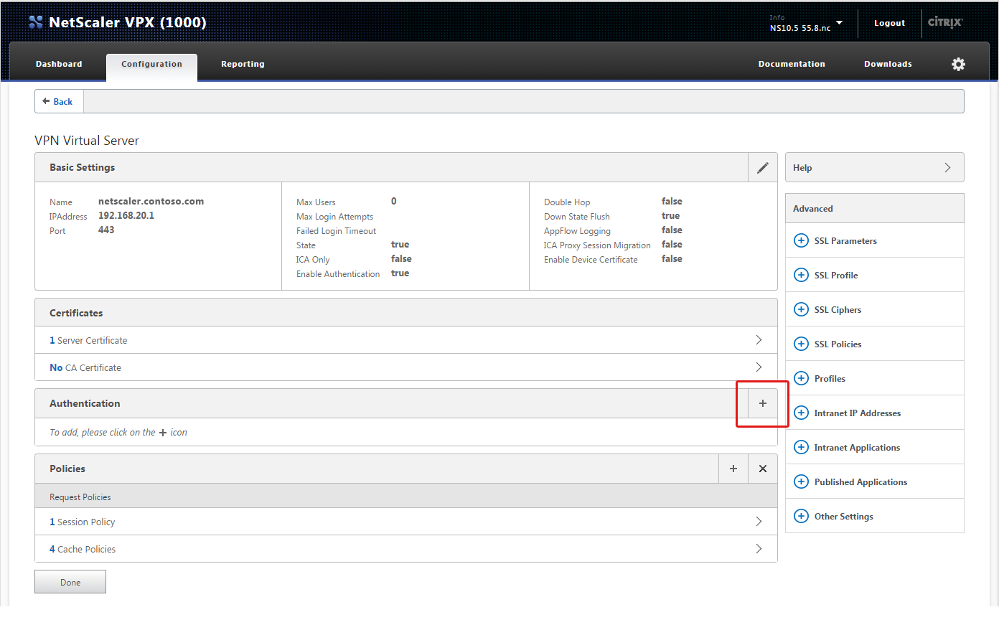 NetScaler VPX (1000)
Info
NS10.5 55.8.nc
Logout
CITRIX
Dashboard
Configuration
Reporting
Documentation
Downloads
Back
VPN Virtual Server
Basic Settings
Name netscaler.contoso.com
IPAddress 192.168.20.1
Port 443
Max Users 0
Max Login Attempts
Failed Login Timeout
State true
ICA Only false
Enable Authentication true
Double Hop false
Down State Flush true
AppFlow Logging false
ICA Proxy Session Migration false
Enable Device Certificate false
Certificates
1 Server Certificate
No CA Certificate
Authentication
To add, please click on the + icon
Policies
Request Policies
1 Session Policy
4 Cache Policies
Done
Help
Advanced
SSL Parameters
SSL Profile
SSL Ciphers
SSL Policies
Profiles
Intranet IP Addresses
Intranet Applications
Published Applications
Other Settings